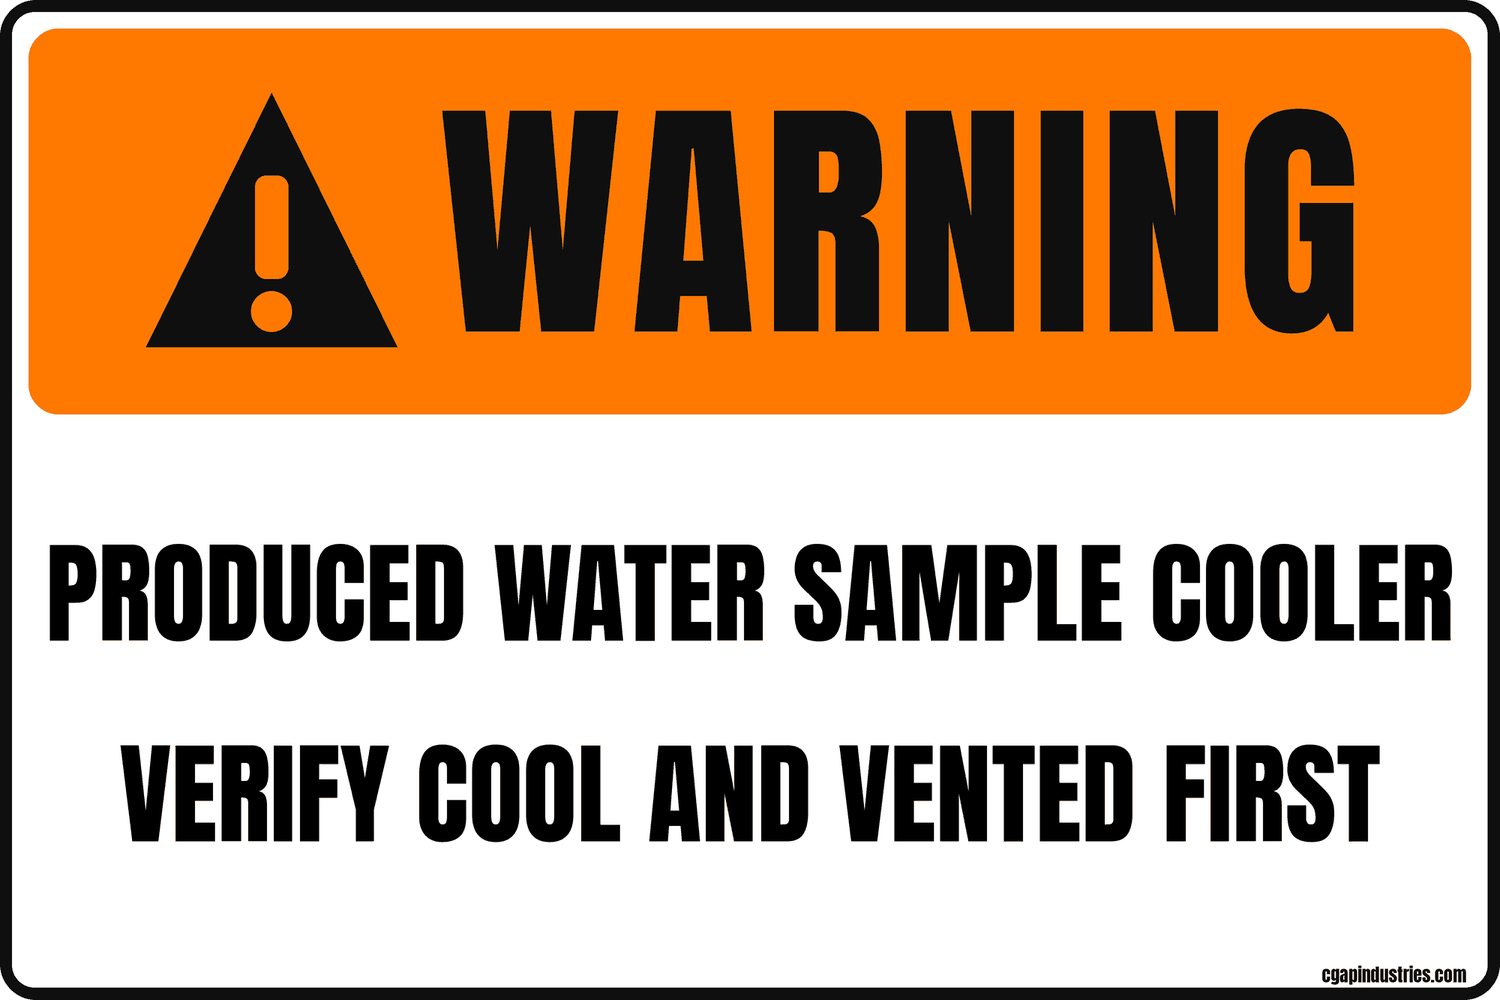 WARNING
PRODUCED WATER SAMPLE COOLER
VERIFY COOL AND VENTED FIRST
cgapindustries.com